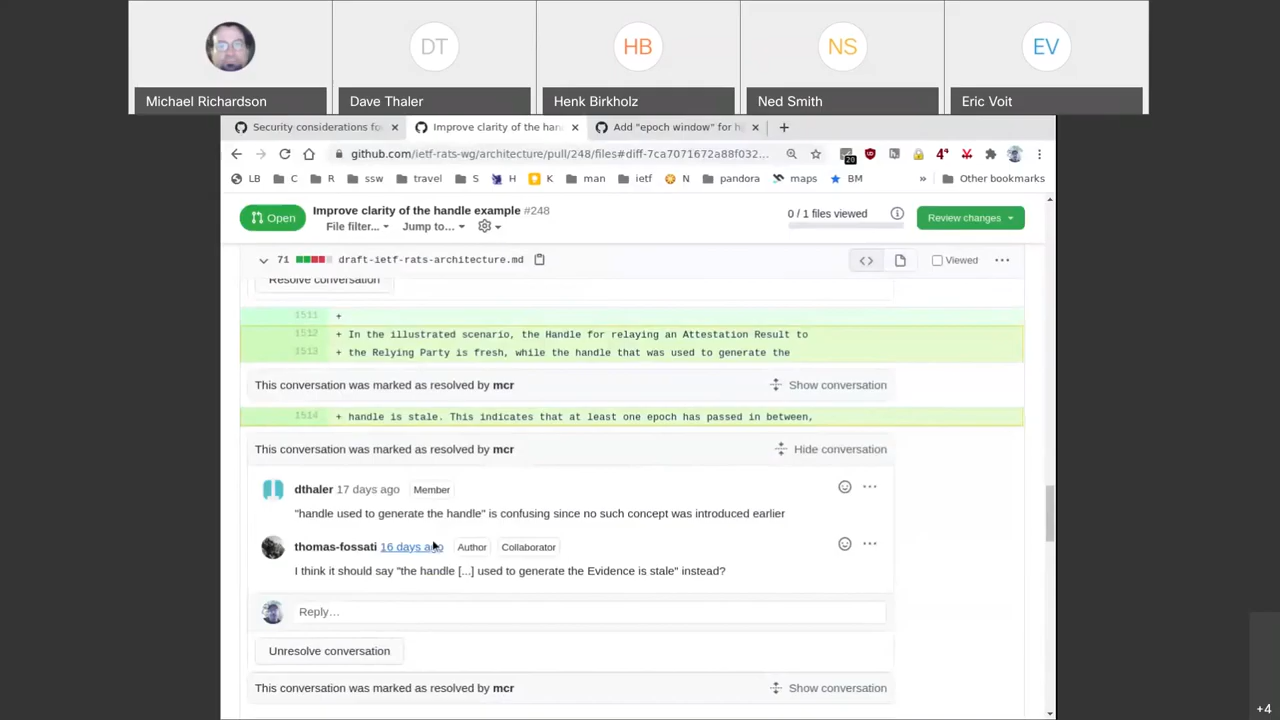 DT
HB
NS
EV
Michael Richardson
Dave Thaler
Henk Birkholz
Ned Smith
Eric Voit
Security considerations fo
Improve clarity of the han
Add "epoch window" for h
github.com/ietf-rats-wg/architecture/pull/248/files#diff-7ca7071672a88f032...
20
4
LB
C
R
ssw
travel
S
H
K
man
ietf
N
pandora
maps
BM
»
Other bookmarks
Open
Improve clarity of the handle example #248
File filter...
Jump to...
0 / 1 files viewed
Review changes
71
draft-ietf-rats-architecture.md
Viewed
Resolve conversation
1511 +
1512 + In the illustrated scenario, the Handle for relaying an Attestation Result to
1513 + the Relying Party is fresh, while the handle that was used to generate the
This conversation was marked as resolved by mcr
Show conversation
1514 + handle is stale. This indicates that at least one epoch has passed in between,
This conversation was marked as resolved by mcr
Hide conversation
dthaler 17 days ago Member
"handle used to generate the handle" is confusing since no such concept was introduced earlier
thomas-fossati 16 days ago Author Collaborator
I think it should say "the handle [...] used to generate the Evidence is stale" instead?
Reply...
Unresolve conversation
This conversation was marked as resolved by mcr
Show conversation
+4